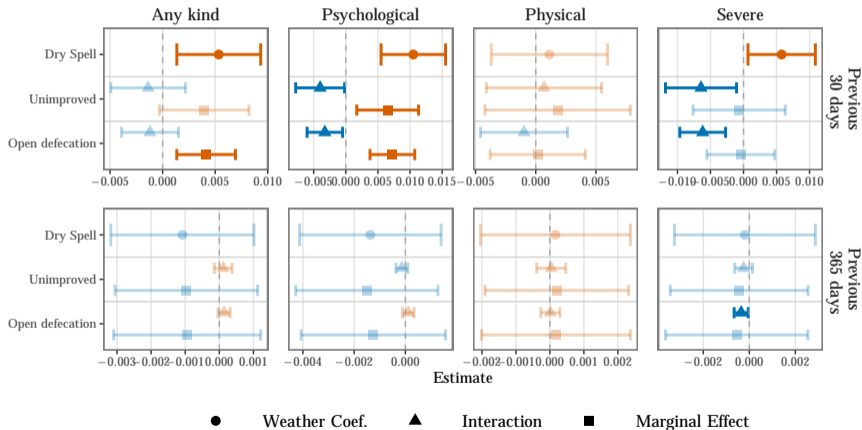 Any kind Psychological Physical Severe
Dry Spell
Unimproved
Open defecation
Previous
30 days
−0.005 0.000 0.005 0.010 −0.005 0.000 0.005 0.010 0.015 −0.005 0.000 0.005 −0.010 −0.005 0.000 0.005 0.010
Dry Spell
Unimproved
Open defecation
Previous
365 days
−0.003 −0.002 −0.001 0.000 0.001 −0.004 −0.002 0.000 −0.002 −0.001 0.000 0.001 0.002 −0.002 0.000 0.002
Estimate
Weather Coef. Interaction Marginal Effect